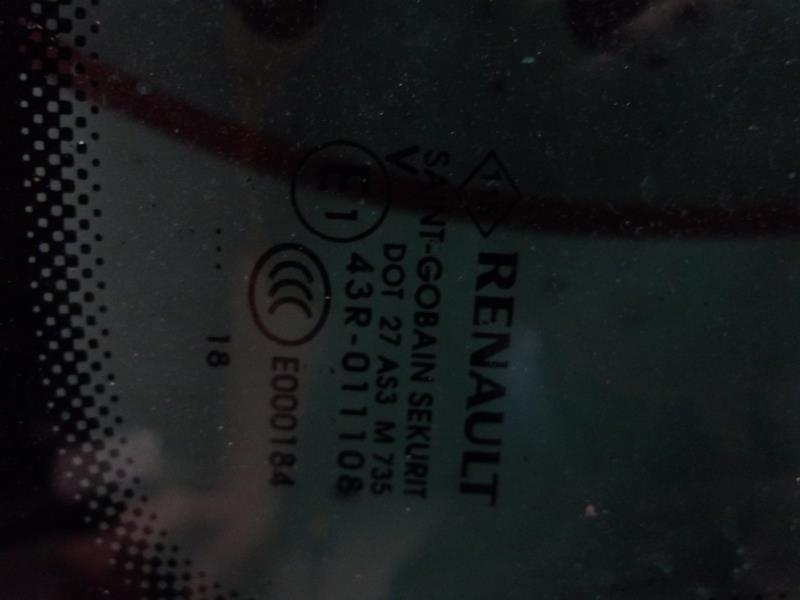 RENAULT
SAINT-GOBAIN SEKURIT
V DOT 27 AS3 M 735
E1 43R-011108
E000184
... 18